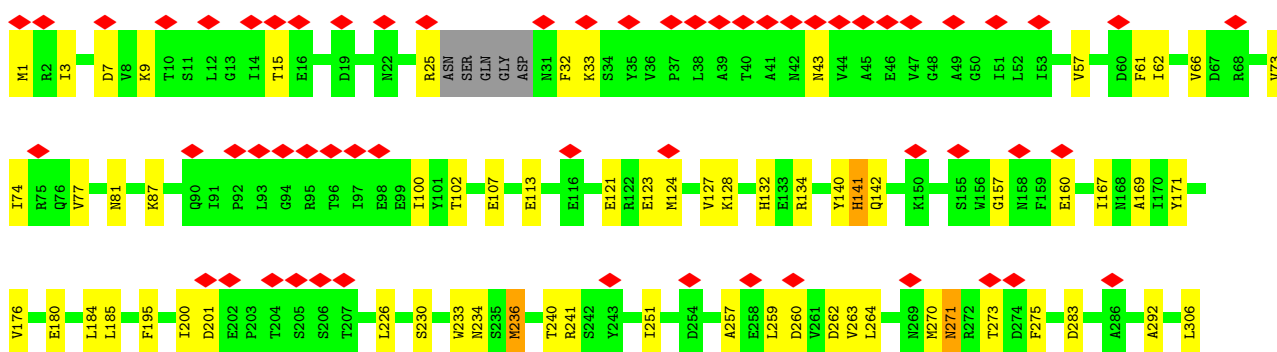 M1 R2 I3 D7 V8 K9 T10 S11 L12 G13 I14 T15 E16 D19 N22 R25 ASN SER GLN GLY ASP N31 F32 K33 S34 Y35 V36 P37 L38 A39 T40 A41 N42 N43 V44 A45 E46 V47 G48 A49 G50 I51 L52 I53 V57 D60 F61 I62 V66 D67 R68 V73
I74 R75 Q76 V77 N81 K87 Q90 I91 P92 L93 G94 R95 T96 I97 E98 E99 I100 Y101 T102 E107 E113 E116 E121 R122 E123 M124 V127 K128 H132 E133 R134 Y140 H141 Q142 K150 S155 W156 G157 N158 F159 E160 I167 N168 A169 I170 Y171
V176 E180 L184 L185 F195 I200 D201 E202 P203 T204 S205 S206 T207 L226 S230 W233 N234 S235 M236 T240 R241 S242 Y243 I251 D254 A257 E258 L259 D260 V261 D262 V263 L264 N269 M270 N271 R272 T273 D274 F275 D283 A286 A292 L306